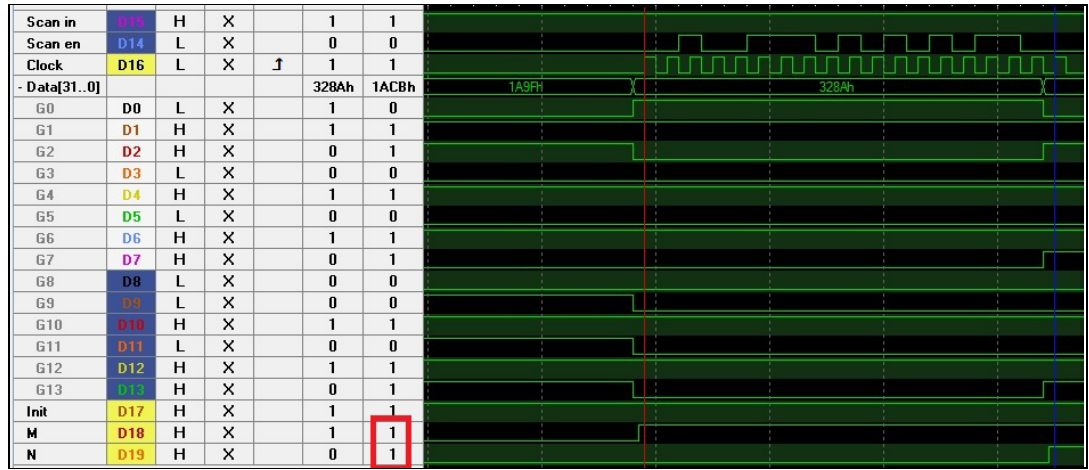 Scan in D15 H X 1 1
Scan en D14 L X 0 0
Clock D16 L X 1 1
- Data[31..0] 328Ah 1ACBh 1A9FH 328Ah
G0 D0 L X 1 0
G1 D1 H X 1 1
G2 D2 H X 0 1
G3 D3 L X 0 0
G4 D4 H X 1 1
G5 D5 L X 0 0
G6 D6 H X 1 1
G7 D7 H X 0 1
G8 D8 L X 0 0
G9 D9 L X 0 0
G10 D10 H X 1 1
G11 D11 L X 0 0
G12 D12 H X 1 1
G13 D13 H X 0 1
Init D17 H X 1 1
M D18 H X 1 1
N D19 H X 0 1